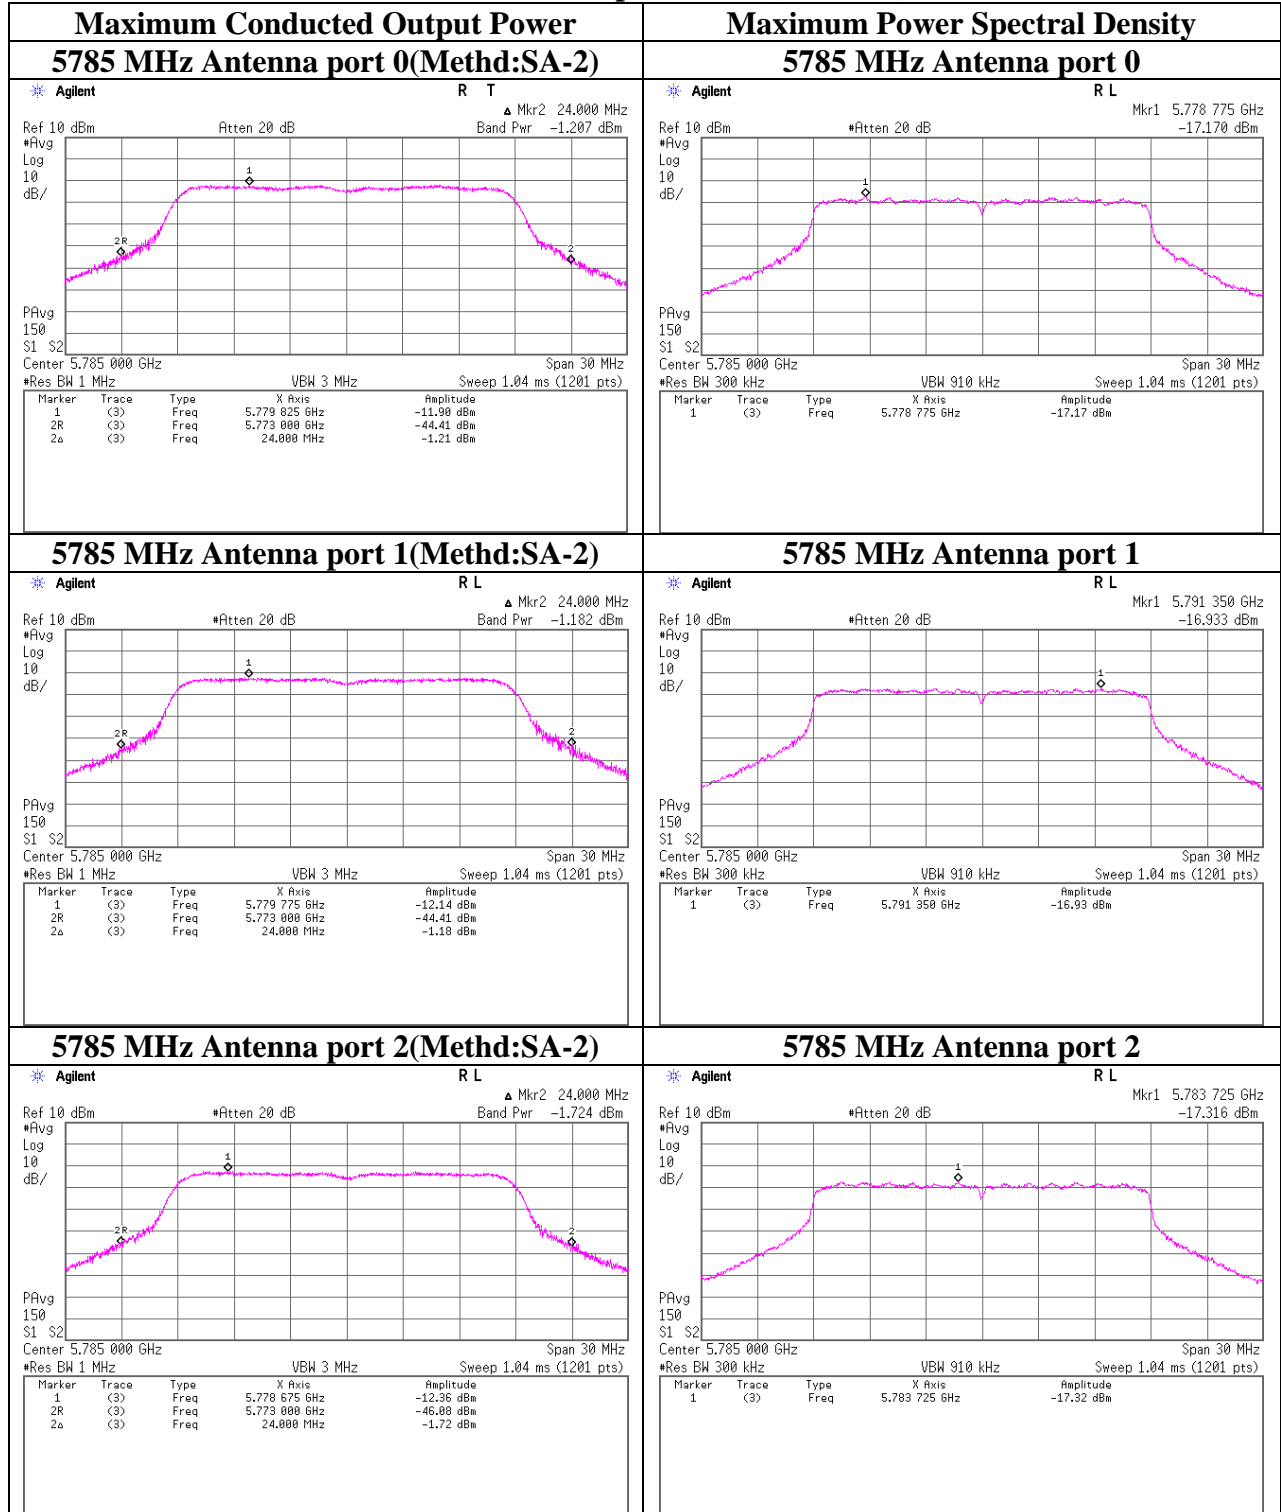 Maximum Conducted Output Power
Maximum Power Spectral Density
5785 MHz Antenna port 0(Methd:SA-2)
5785 MHz Antenna port 0
Agilent
R T
Δ Mkr2 24.000 MHz
Ref 10 dBm
Atten 20 dB
Band Pwr -1.207 dBm
#Avg
Log
10
dB/
1
2R
2
PAvg
150
S1 S2
Center 5.785 000 GHz
Span 30 MHz
#Res BW 1 MHz
VBW 3 MHz
Sweep 1.04 ms (1201 pts)
Marker Trace Type X Axis Amplitude
1 (3) Freq 5.779 825 GHz -11.90 dBm
2R (3) Freq 5.773 000 GHz -44.41 dBm
2Δ (3) Freq 24.000 MHz -1.21 dBm
Agilent
R L
Mkr1 5.778 775 GHz
Ref 10 dBm
#Atten 20 dB
-17.170 dBm
#Avg
Log
10
dB/
1
PAvg
150
S1 S2
Center 5.785 000 GHz
Span 30 MHz
#Res BW 300 kHz
VBW 910 kHz
Sweep 1.04 ms (1201 pts)
Marker Trace Type X Axis Amplitude
1 (3) Freq 5.778 775 GHz -17.17 dBm
5785 MHz Antenna port 1(Methd:SA-2)
5785 MHz Antenna port 1
Agilent
R L
Δ Mkr2 24.000 MHz
Ref 10 dBm
#Atten 20 dB
Band Pwr -1.182 dBm
#Avg
Log
10
dB/
1
2R
2
PAvg
150
S1 S2
Center 5.785 000 GHz
Span 30 MHz
#Res BW 1 MHz
VBW 3 MHz
Sweep 1.04 ms (1201 pts)
Marker Trace Type X Axis Amplitude
1 (3) Freq 5.779 775 GHz -12.14 dBm
2R (3) Freq 5.773 000 GHz -44.41 dBm
2Δ (3) Freq 24.000 MHz -1.18 dBm
Agilent
R L
Mkr1 5.791 350 GHz
Ref 10 dBm
#Atten 20 dB
-16.933 dBm
#Avg
Log
10
dB/
1
PAvg
150
S1 S2
Center 5.785 000 GHz
Span 30 MHz
#Res BW 300 kHz
VBW 910 kHz
Sweep 1.04 ms (1201 pts)
Marker Trace Type X Axis Amplitude
1 (3) Freq 5.791 350 GHz -16.93 dBm
5785 MHz Antenna port 2(Methd:SA-2)
5785 MHz Antenna port 2
Agilent
R L
Δ Mkr2 24.000 MHz
Ref 10 dBm
#Atten 20 dB
Band Pwr -1.724 dBm
#Avg
Log
10
dB/
1
2R
2
PAvg
150
S1 S2
Center 5.785 000 GHz
Span 30 MHz
#Res BW 1 MHz
VBW 3 MHz
Sweep 1.04 ms (1201 pts)
Marker Trace Type X Axis Amplitude
1 (3) Freq 5.778 675 GHz -12.36 dBm
2R (3) Freq 5.773 000 GHz -46.08 dBm
2Δ (3) Freq 24.000 MHz -1.72 dBm
Agilent
R L
Mkr1 5.783 725 GHz
Ref 10 dBm
#Atten 20 dB
-17.316 dBm
#Avg
Log
10
dB/
1
PAvg
150
S1 S2
Center 5.785 000 GHz
Span 30 MHz
#Res BW 300 kHz
VBW 910 kHz
Sweep 1.04 ms (1201 pts)
Marker Trace Type X Axis Amplitude
1 (3) Freq 5.783 725 GHz -17.32 dBm